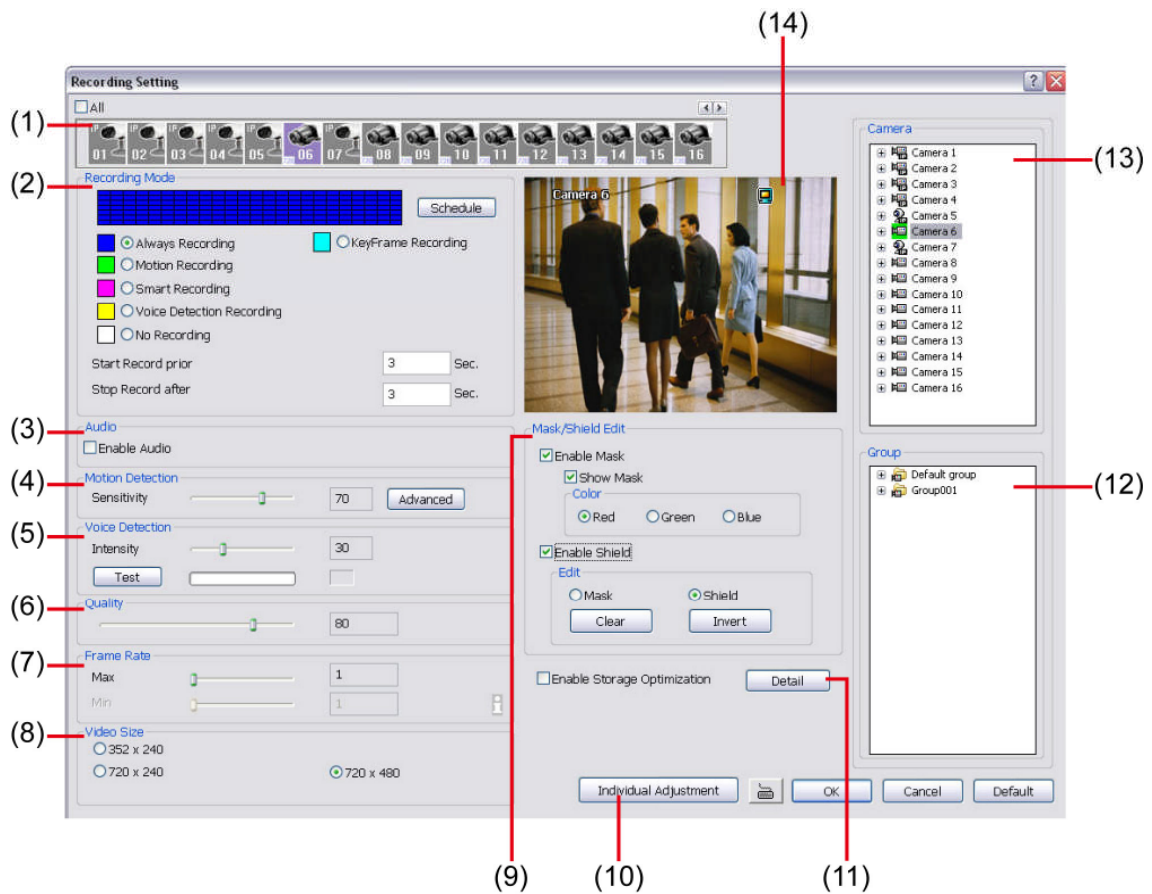 (14)
Recording Setting
All
(1)
IP 01 IP 02 IP 03 IP 04 IP 05 06 IP 07 08 09 10 11 12 13 14 15 16
Camera
(13)
Camera 1
Camera 2
Camera 3
Camera 4
Camera 5
Camera 6
Camera 7
Camera 8
Camera 9
Camera 10
Camera 11
Camera 12
Camera 13
Camera 14
Camera 15
Camera 16
(2)
Recording Mode
Schedule
Always Recording
KeyFrame Recording
Motion Recording
Smart Recording
Voice Detection Recording
No Recording
Start Record prior 3 Sec.
Stop Record after 3 Sec.
Camera 6
(3)
Audio
Enable Audio
(4)
Motion Detection
Sensitivity 70 Advanced
(5)
Voice Detection
Intensity 30
Test
(6)
Quality
80
(7)
Frame Rate
Max 1
Min 1
(8)
Video Size
352 x 240
720 x 240
720 x 480
Mask/Shield Edit
Enable Mask
Show Mask
Color
Red Green Blue
Enable Shield
Edit
Mask Shield
Clear Invert
Enable Storage Optimization Detail
Group
Default group
Group001
(12)
Individual Adjustment OK Cancel Default
(9)
(10)
(11)